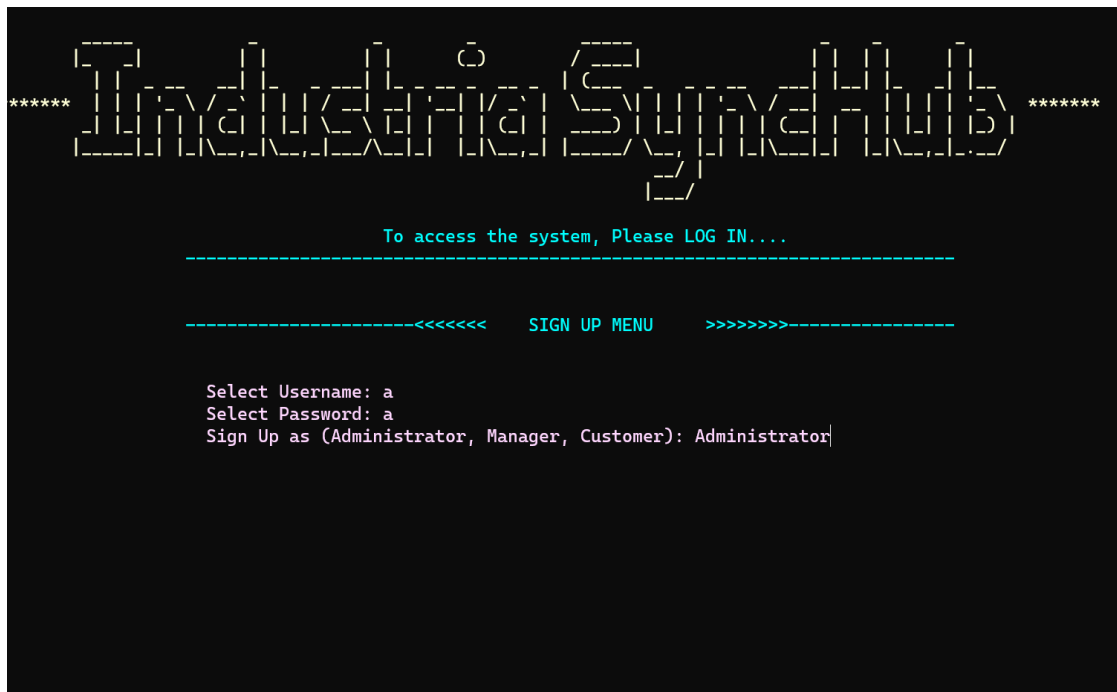 ****** Industria SyncHub *******
To access the system, Please LOG IN....
--------------------------------------------------------------------------
----------------------<<<<<<< SIGN UP MENU >>>>>>>>----------------
Select Username: a
Select Password: a
Sign Up as (Administrator, Manager, Customer): Administrator